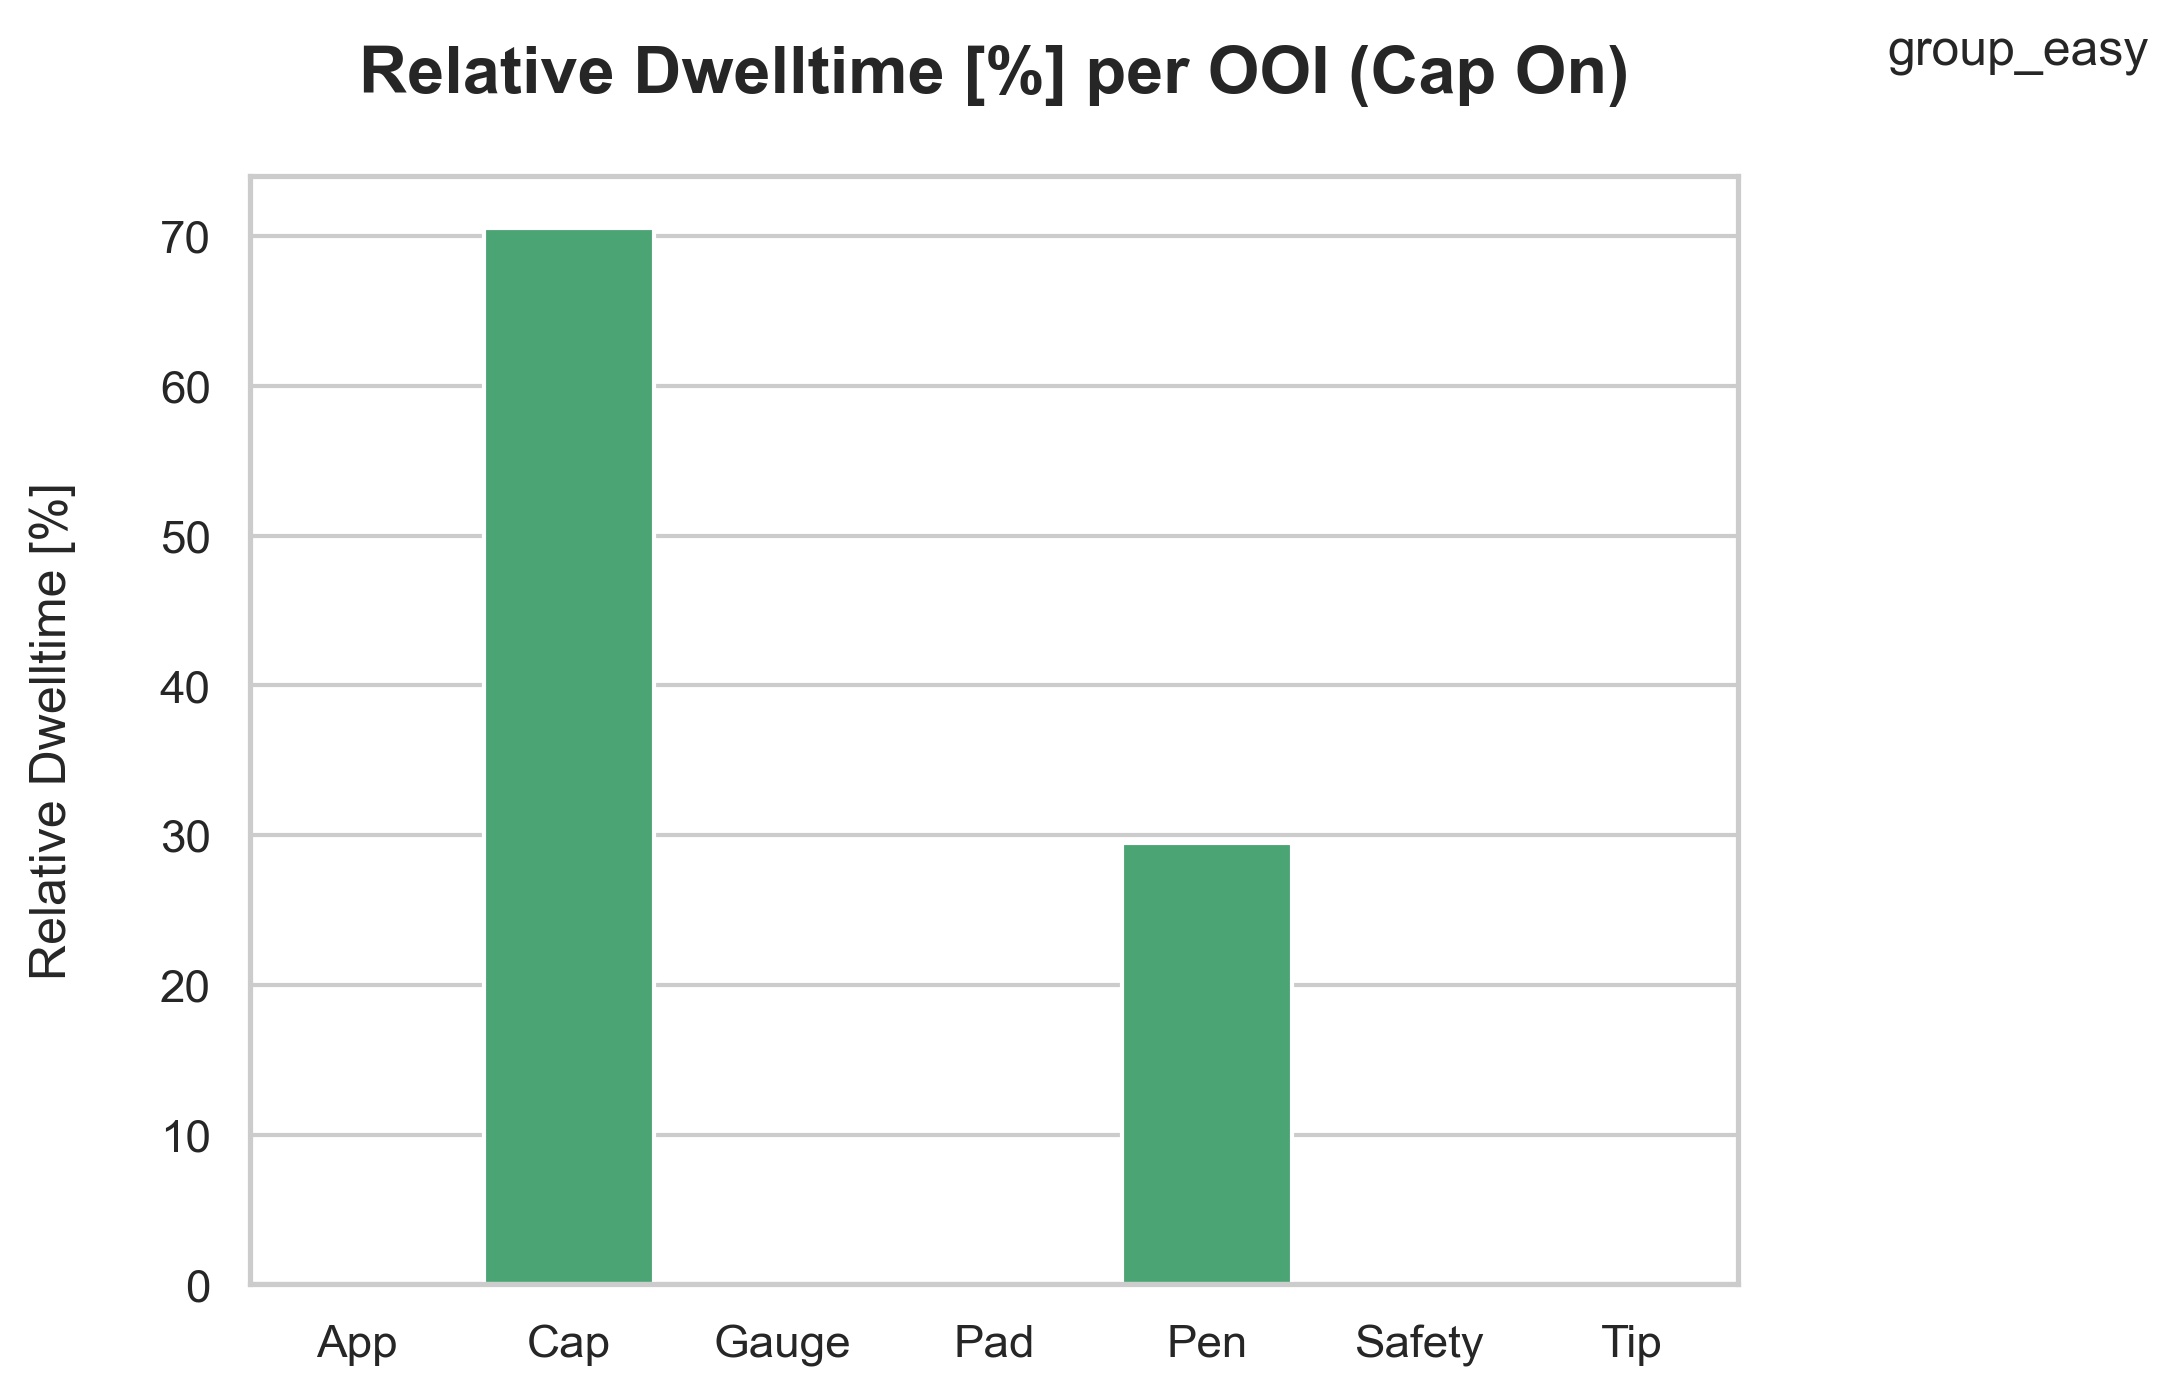 group_easy
Relative Dwelltime [%] per OOI (Cap On)
Relative Dwelltime [%]
70
60
50
40
30
20
10
0
App Cap Gauge Pad Pen Safety Tip